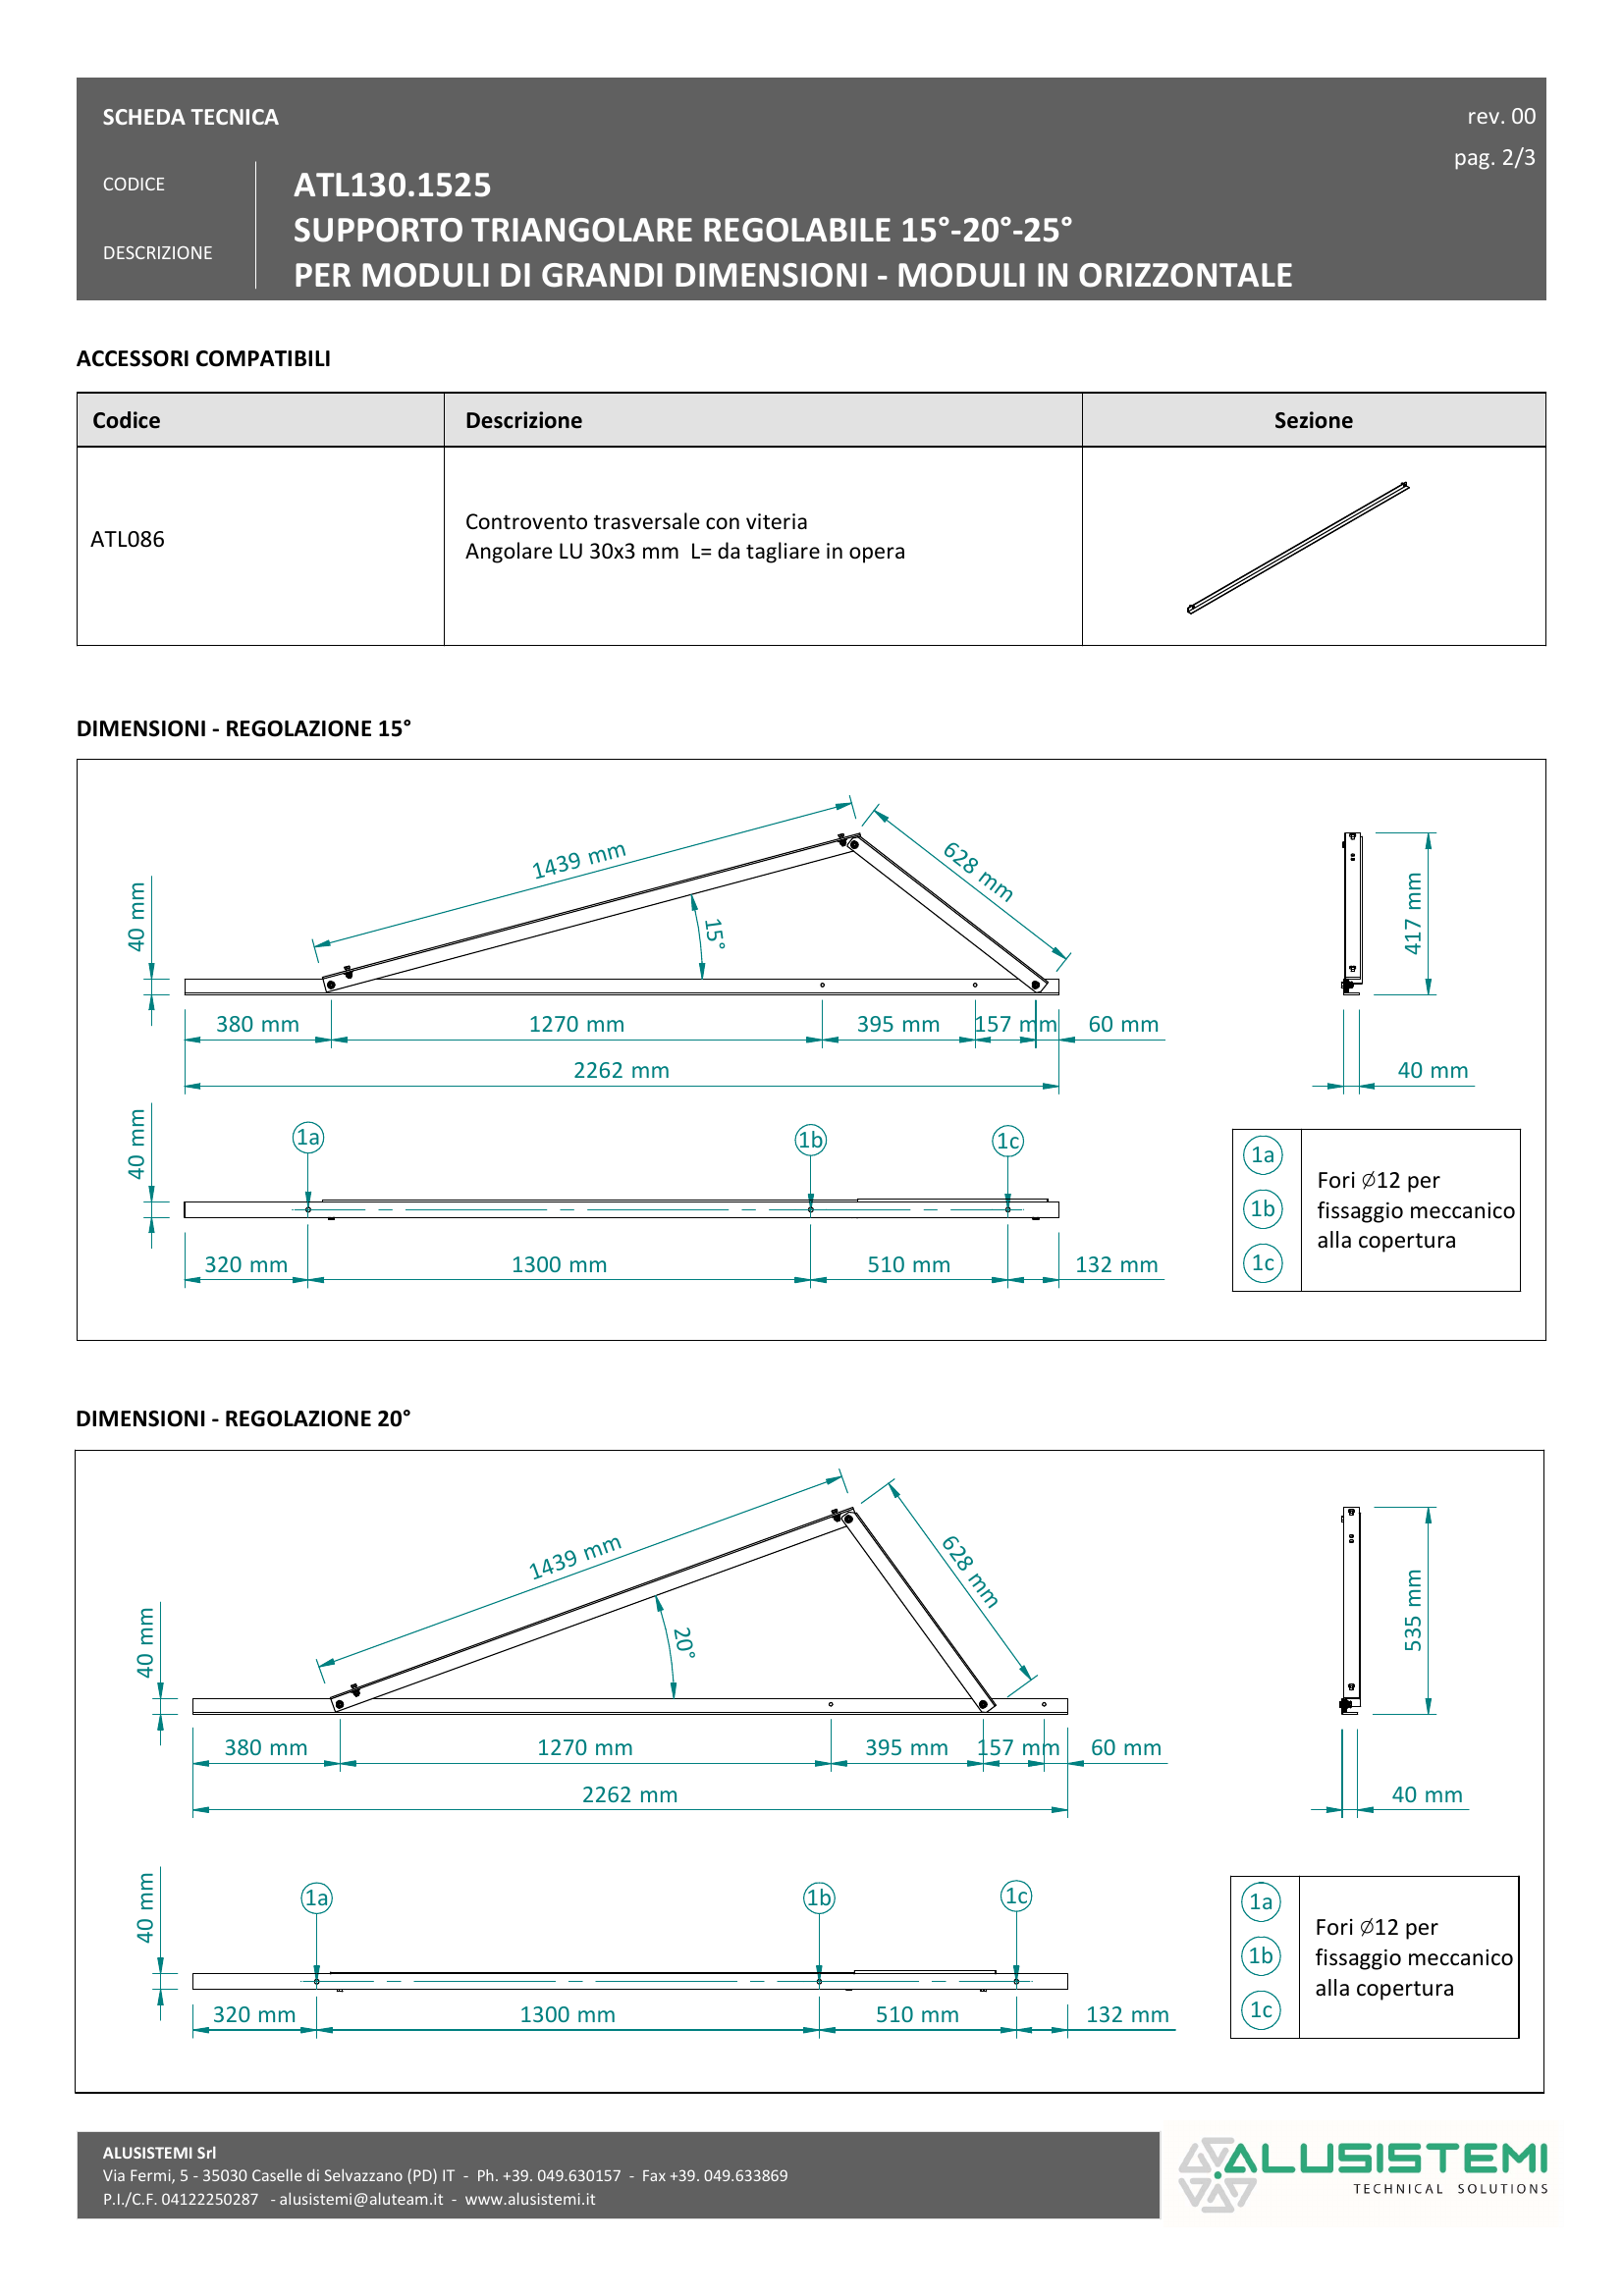 SCHEDA TECNICA
rev. 00
pag. 2/3
CODICE
ATL130.1525
DESCRIZIONE
SUPPORTO TRIANGOLARE REGOLABILE 15°-20°-25°
PER MODULI DI GRANDI DIMENSIONI - MODULI IN ORIZZONTALE
ACCESSORI COMPATIBILI
Codice Descrizione Sezione
ATL086
Controvento trasversale con viteria
Angolare LU 30x3 mm L= da tagliare in opera
DIMENSIONI - REGOLAZIONE 15°
1439 mm
628 mm
15°
40 mm
417 mm
380 mm 1270 mm 395 mm 157 mm 60 mm
2262 mm
40 mm
40 mm
1a 1b 1c
320 mm 1300 mm 510 mm 132 mm
1a
1b
1c
Fori ∅12 per
fissaggio meccanico
alla copertura
DIMENSIONI - REGOLAZIONE 20°
1439 mm
628 mm
20°
40 mm
535 mm
380 mm 1270 mm 395 mm 157 mm 60 mm
2262 mm
40 mm
40 mm
1a 1b 1c
320 mm 1300 mm 510 mm 132 mm
1a
1b
1c
Fori ∅12 per
fissaggio meccanico
alla copertura
ALUSISTEMI Srl
Via Fermi, 5 - 35030 Caselle di Selvazzano (PD) IT - Ph. +39. 049.630157 - Fax +39. 049.633869
P.I./C.F. 04122250287 - alusistemi@aluteam.it - www.alusistemi.it
ALUSISTEMI
TECHNICAL SOLUTIONS